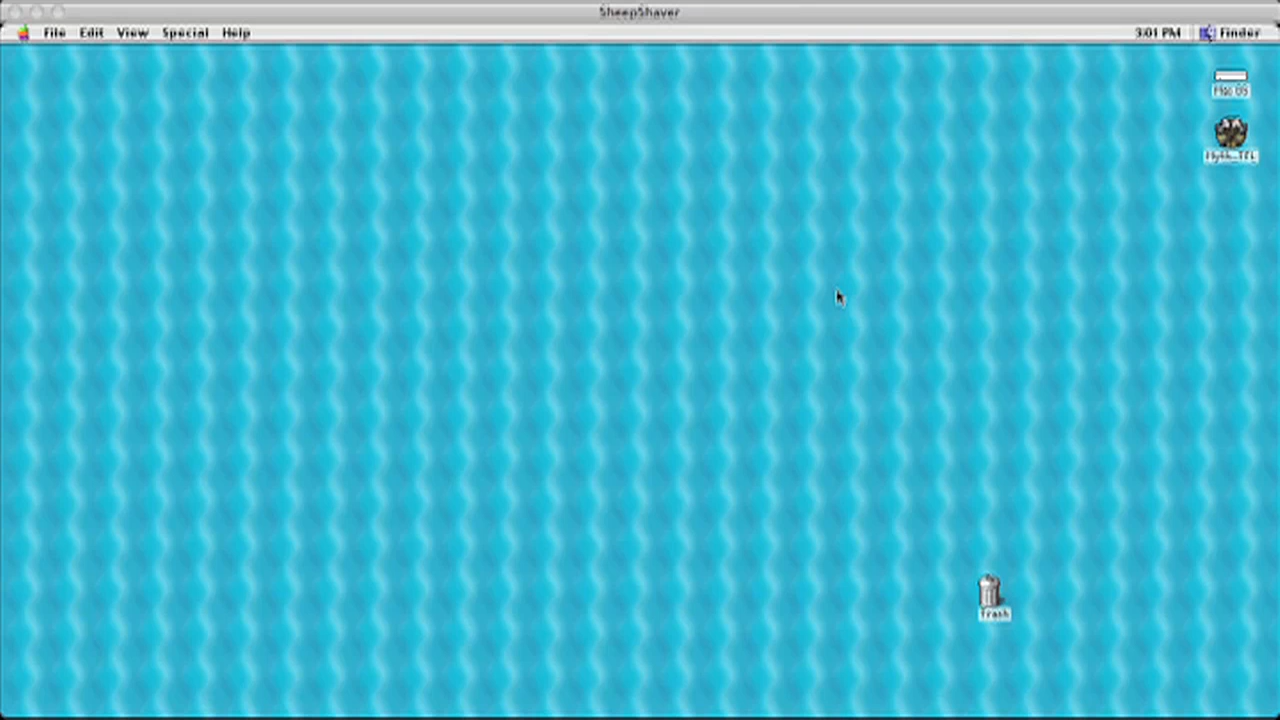 SheepShaver
File Edit View Special Help
3:01 PM Finder
Mac OS
Trash